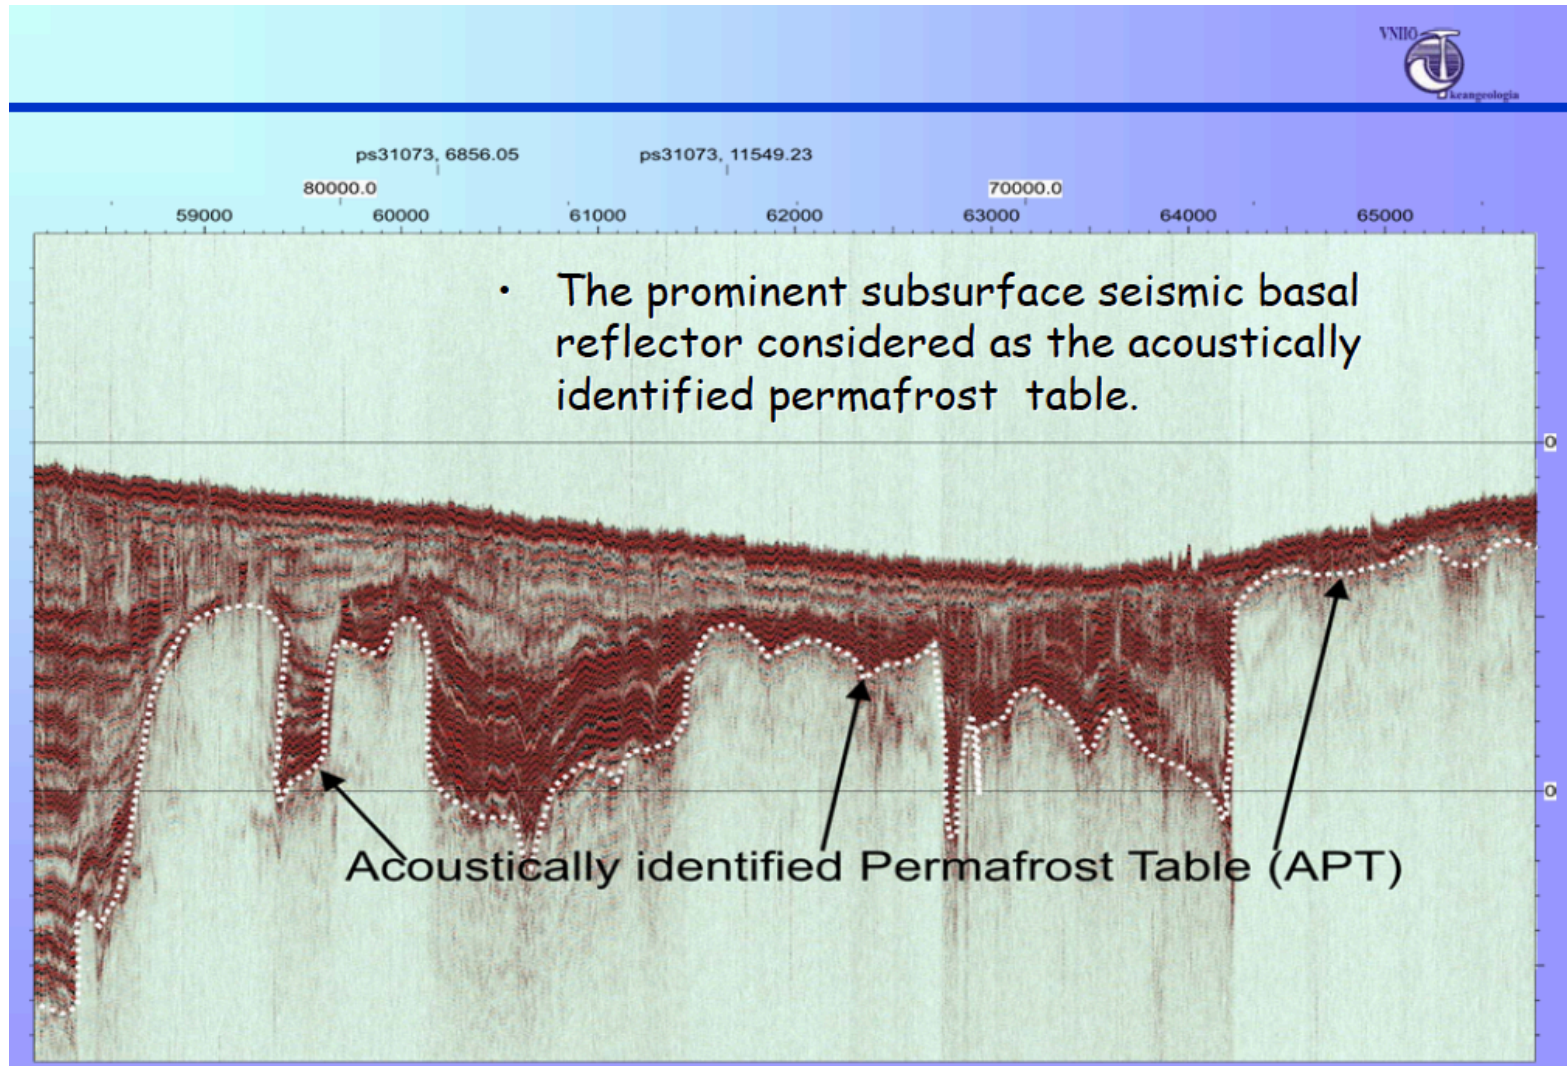 VNIIO
keangeologia
ps31073, 6856.05 ps31073, 11549.23
80000.0 70000.0
59000 60000 61000 62000 63000 64000 65000
• The prominent subsurface seismic basal
reflector considered as the acoustically
identified permafrost table.
0
0
Acoustically identified Permafrost Table (APT)